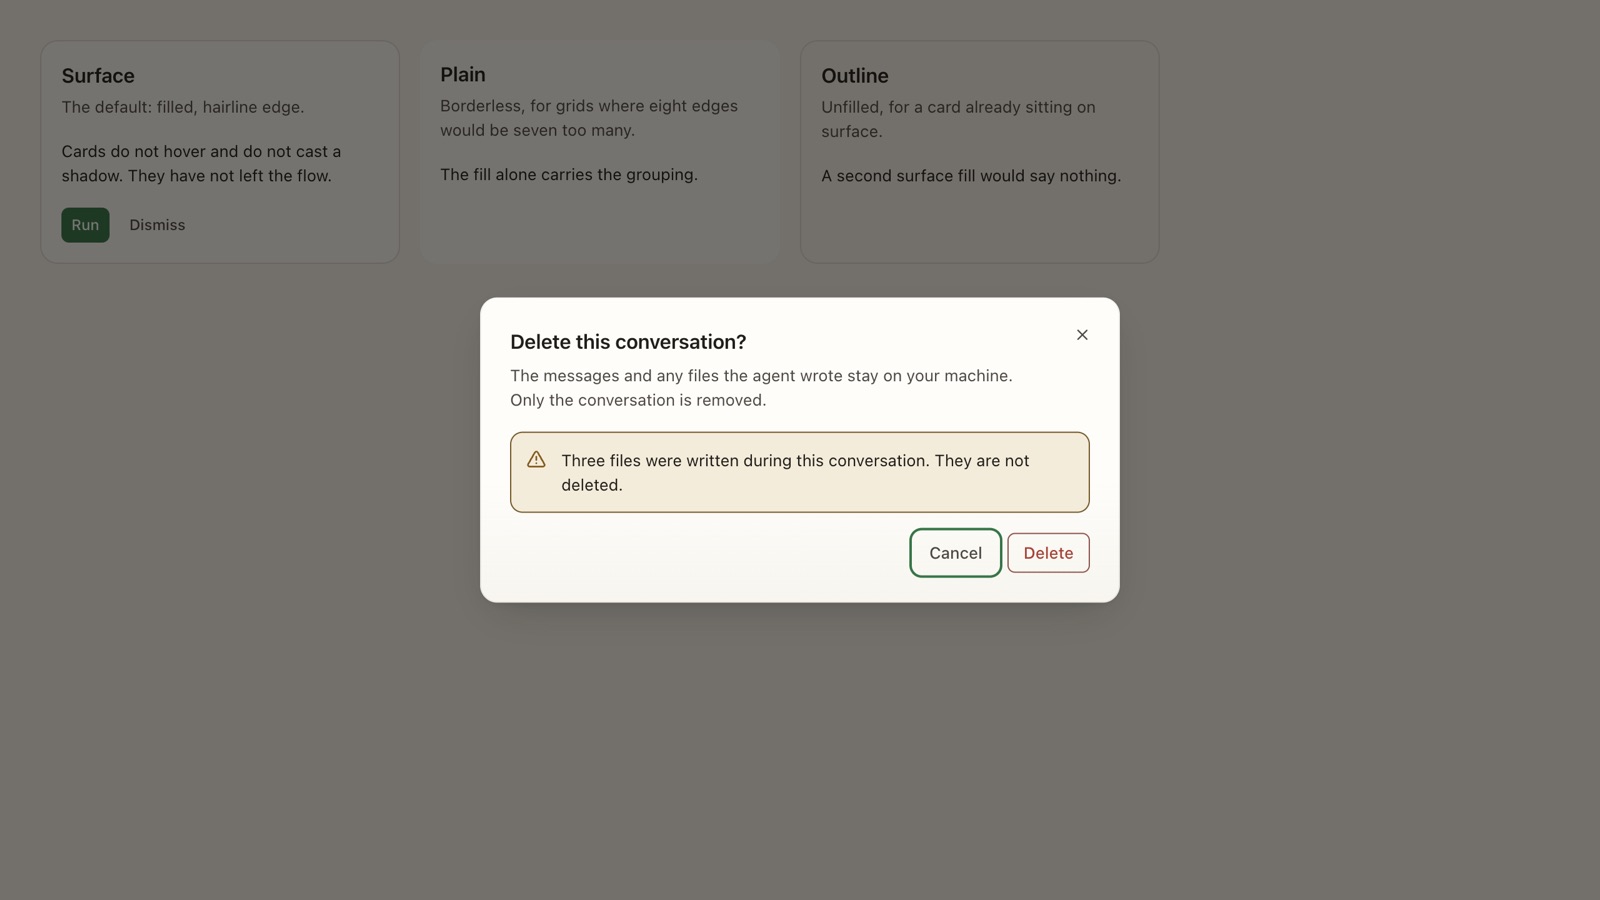 Surface
The default: filled, hairline edge.
Cards do not hover and do not cast a
shadow. They have not left the flow.
Run
Dismiss
Plain
Borderless, for grids where eight edges
would be seven too many.
The fill alone carries the grouping.
Outline
Unfilled, for a card already sitting on
surface.
A second surface fill would say nothing.
Delete this conversation?
The messages and any files the agent wrote stay on your machine.
Only the conversation is removed.
Three files were written during this conversation. They are not
deleted.
Cancel
Delete